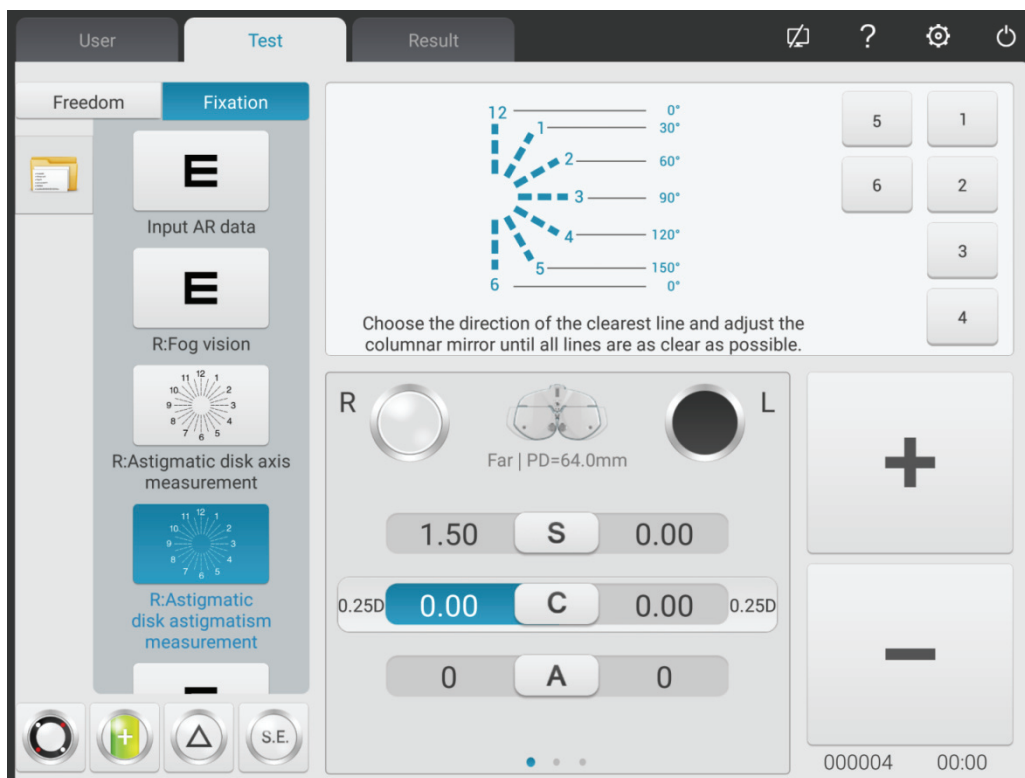 User
Test
Result
?
Freedom
Fixation
E
Input AR data
E
R:Fog vision
11 12 1
10 2
9 3
8 4
7 6 5
R:Astigmatic disk axis
measurement
11 12 1
10 2
9 3
8 4
7 6 5
R:Astigmatic
disk astigmatism
measurement
S.E.
12 0°
1 30°
2 60°
3 90°
4 120°
5 150°
6 0°
Choose the direction of the clearest line and adjust the
columnar mirror until all lines are as clear as possible.
5 1
6 2
3
4
R L
Far | PD=64.0mm
1.50 S 0.00
0.25D 0.00 C 0.00 0.25D
0 A 0
+
−
000004 00:00